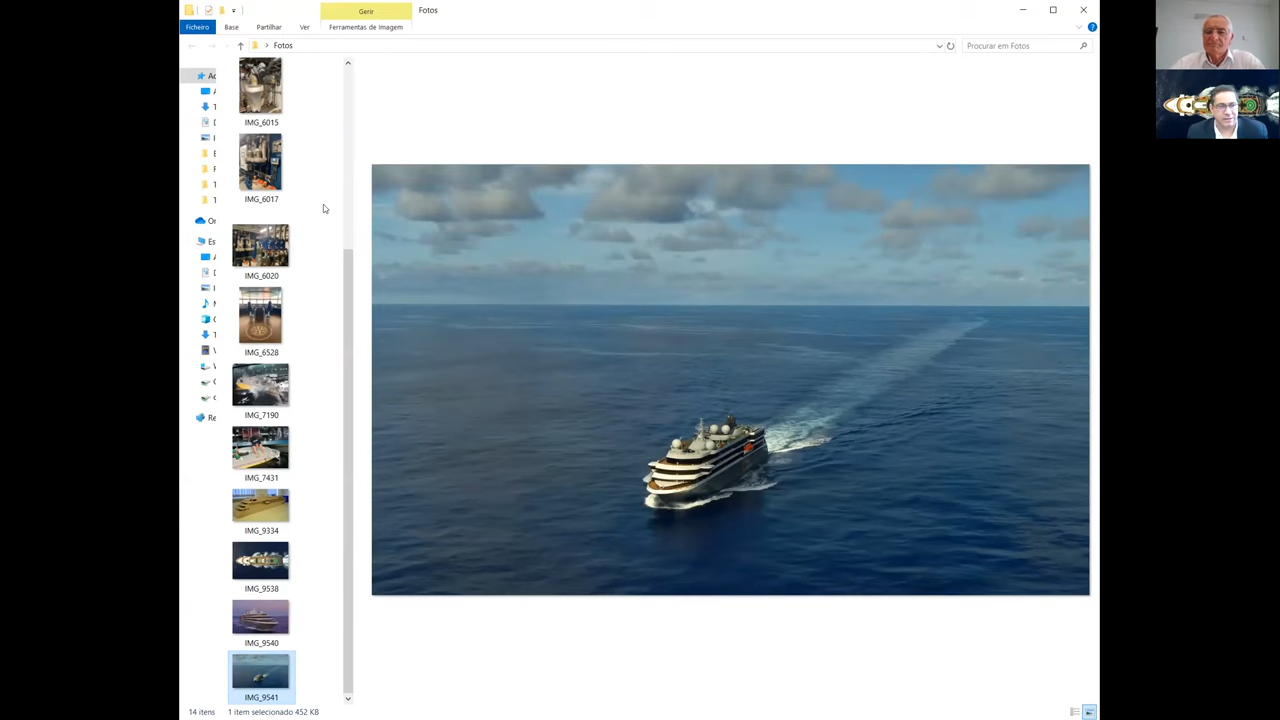 Gerir
Fotos
Ficheiro
Base
Partilhar
Ver
Ferramentas de Imagem
Fotos
Procurar em Fotos
IMG_6015
IMG_6017
IMG_6020
IMG_6528
IMG_7190
IMG_7431
IMG_9334
IMG_9538
IMG_9540
IMG_9541
14 itens
1 item selecionado 452 KB